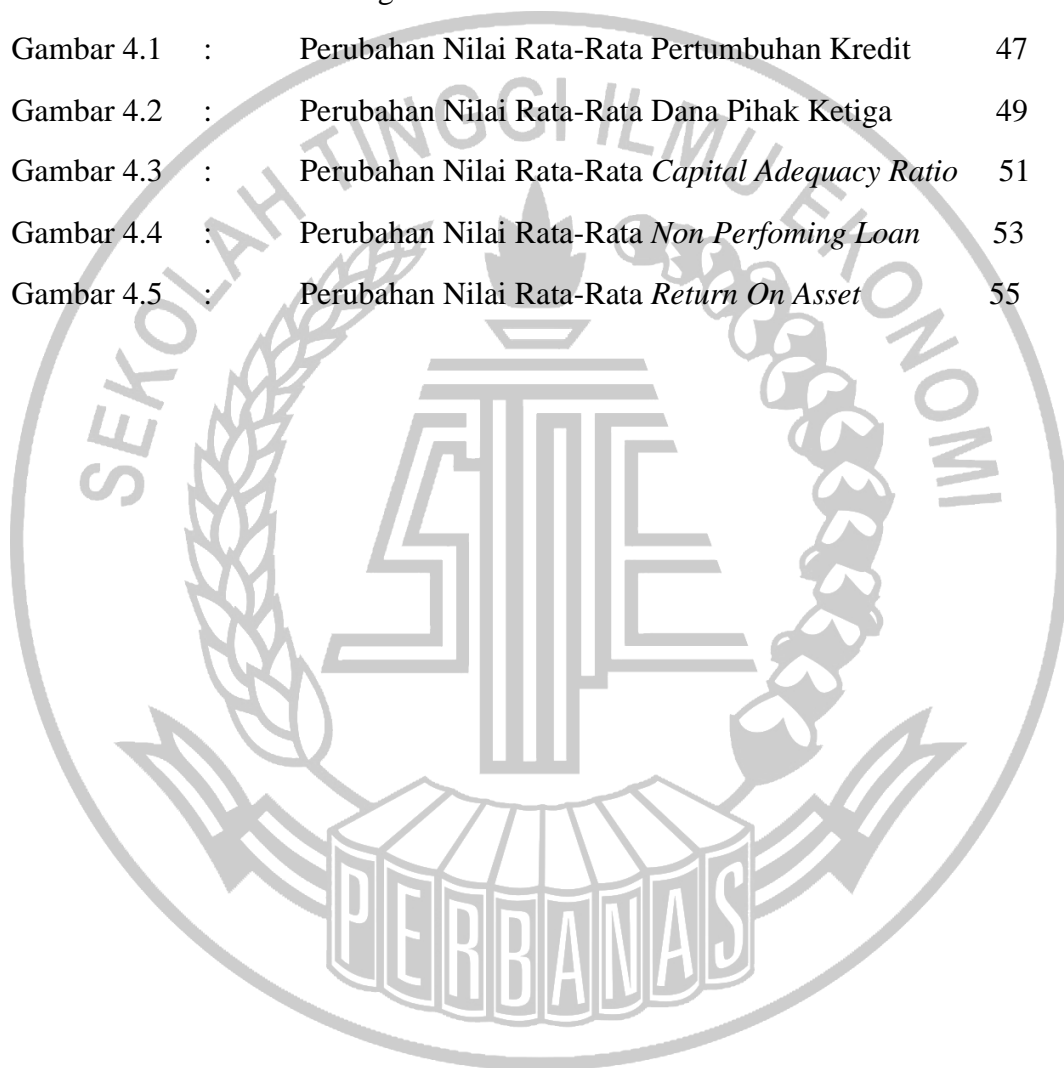 Gambar 4.1 : Perubahan Nilai Rata-Rata Pertumbuhan Kredit 47
Gambar 4.2 : Perubahan Nilai Rata-Rata Dana Pihak Ketiga 49
Gambar 4.3 : Perubahan Nilai Rata-Rata Capital Adequacy Ratio 51
Gambar 4.4 : Perubahan Nilai Rata-Rata Non Perfoming Loan 53
Gambar 4.5 : Perubahan Nilai Rata-Rata Return On Asset 55
SEKOLAH TINGGI ILMU EKONOMI
STIE
PERBANAS